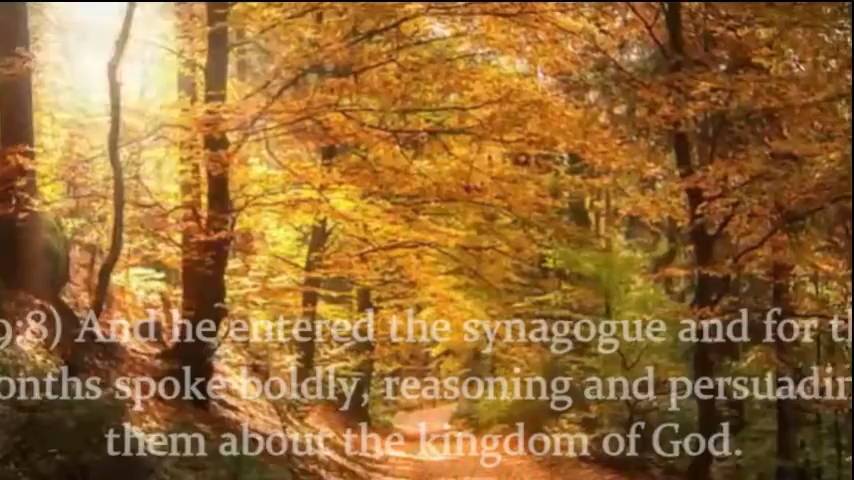 9:8) And he entered the synagogue and for th
onths spoke boldly, reasoning and persuadin
them about the kingdom of God.